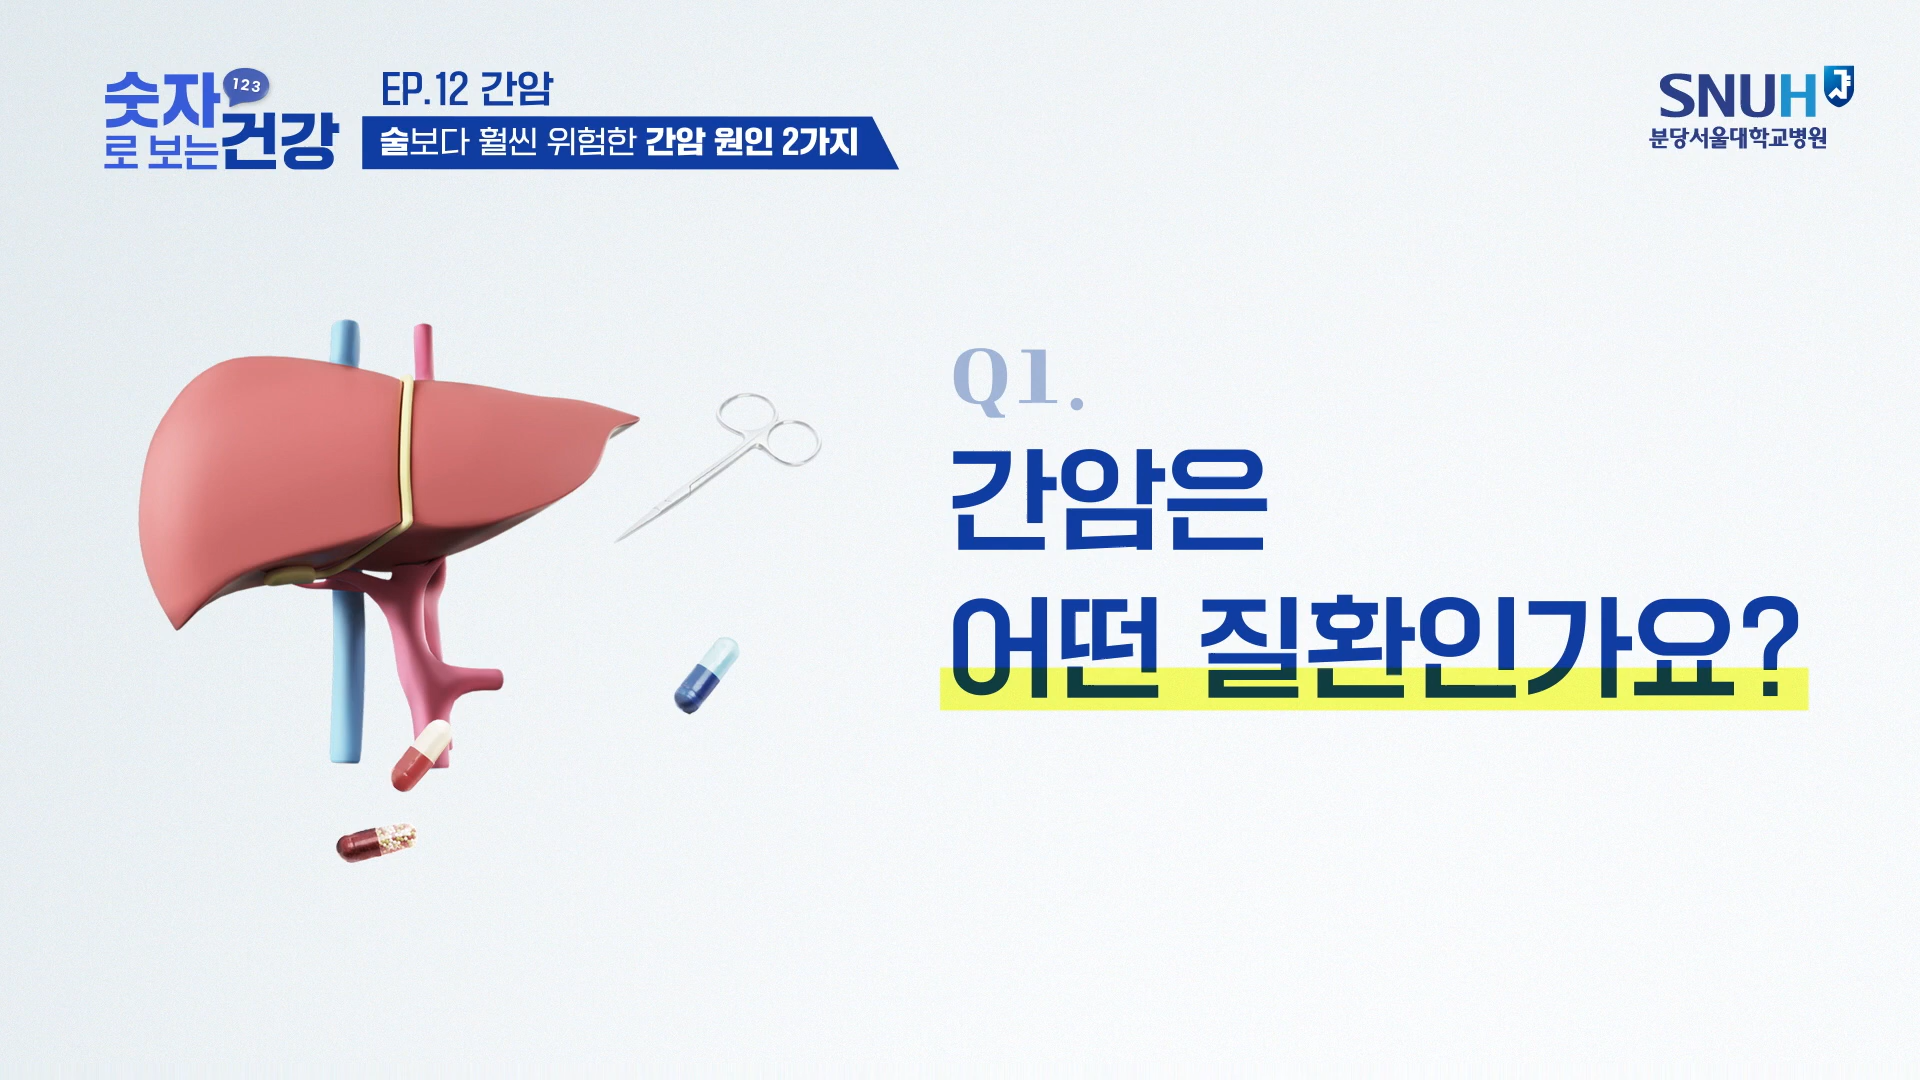 숫자 123
로 보는 건강
EP.12 간암
술보다 훨씬 위험한 간암 원인 2가지
SNUH
분당서울대학교병원
Q1.
간암은
어떤 질환인가요?